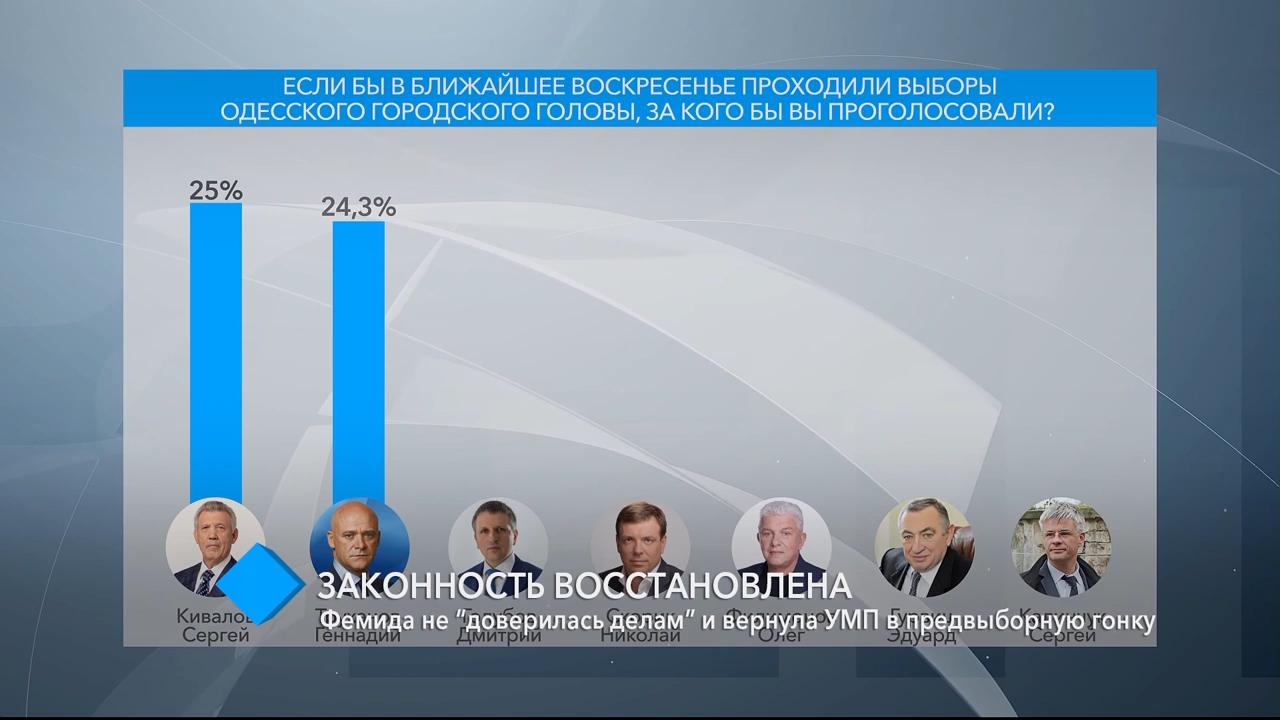 ЕСЛИ БЫ В БЛИЖАЙШЕЕ ВОСКРЕСЕНЬЕ ПРОХОДИЛИ ВЫБОРЫ
ОДЕССКОГО ГОРОДСКОГО ГОЛОВЫ, ЗА КОГО БЫ ВЫ ПРОГОЛОСОВАЛИ?
25%
24,3%
ЗАКОННОСТЬ ВОССТАНОВЛЕНА
Фемида не “доверилась делам” и вернула УМП в предвыборную гонку
Сергей
Геннадий
Дмитрий
Николай
Олег
Эдуард
Сергей